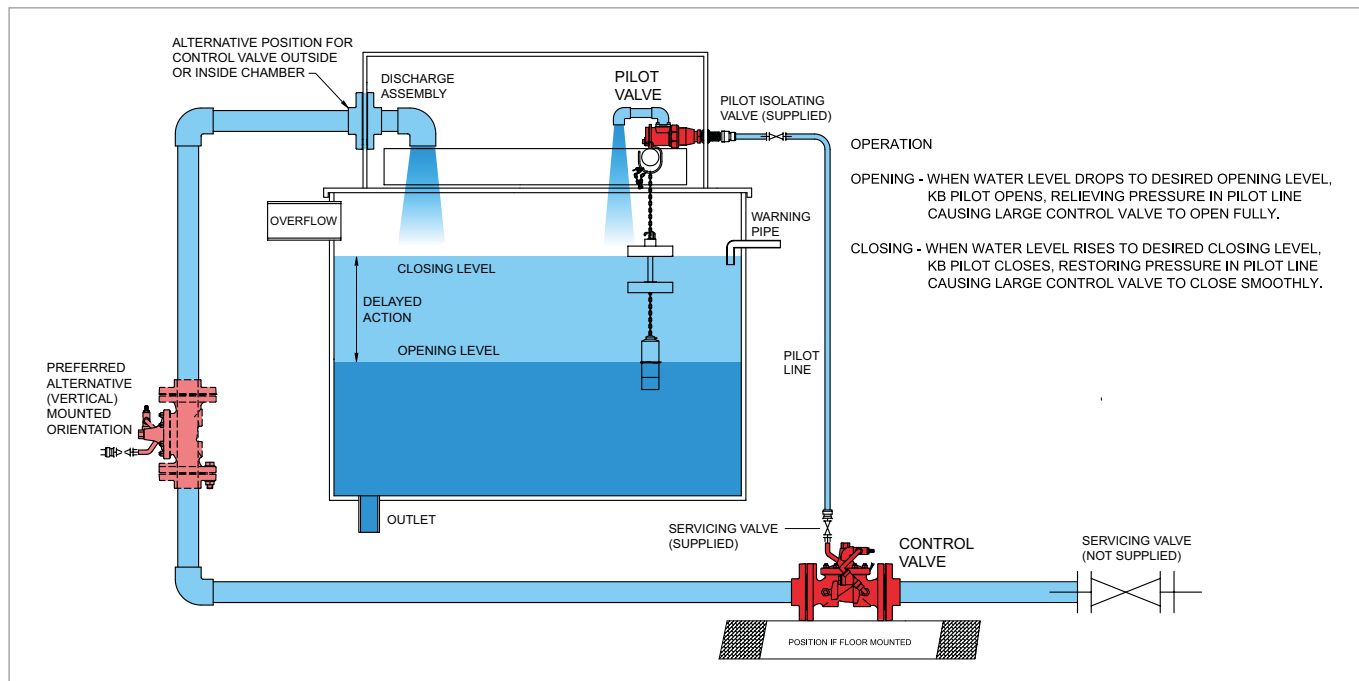 ALTERNATIVE POSITION FOR
CONTROL VALVE OUTSIDE
OR INSIDE CHAMBER
DISCHARGE
ASSEMBLY
PILOT
VALVE
PILOT ISOLATING
VALVE (SUPPLIED)
OPERATION
OPENING - WHEN WATER LEVEL DROPS TO DESIRED OPENING LEVEL,
KB PILOT OPENS, RELIEVING PRESSURE IN PILOT LINE
CAUSING LARGE CONTROL VALVE TO OPEN FULLY.
CLOSING - WHEN WATER LEVEL RISES TO DESIRED CLOSING LEVEL,
KB PILOT CLOSES, RESTORING PRESSURE IN PILOT LINE
CAUSING LARGE CONTROL VALVE TO CLOSE SMOOTHLY.
OVERFLOW
WARNING
PIPE
CLOSING LEVEL
DELAYED
ACTION
OPENING LEVEL
PILOT
LINE
PREFERRED
ALTERNATIVE
(VERTICAL)
MOUNTED
ORIENTATION
OUTLET
SERVICING VALVE
(SUPPLIED)
CONTROL
VALVE
SERVICING VALVE
(NOT SUPPLIED)
POSITION IF FLOOR MOUNTED